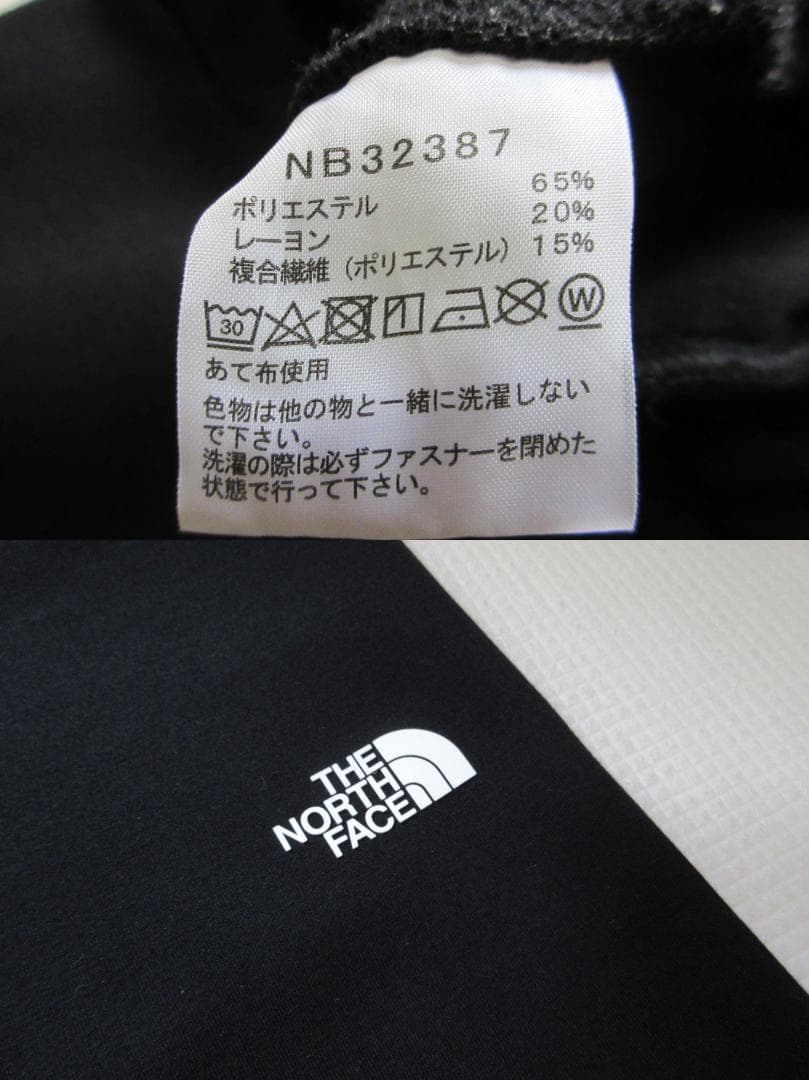 NB32387
ポリエステル 65%
レーヨン 20%
複合繊維(ポリエステル) 15%
30 W
あて布使用
色物は他の物と一緒に洗濯しない
で下さい。
洗濯の際は必ずファスナーを閉めた
状態で行って下さい。
THE
NORTH
FACE